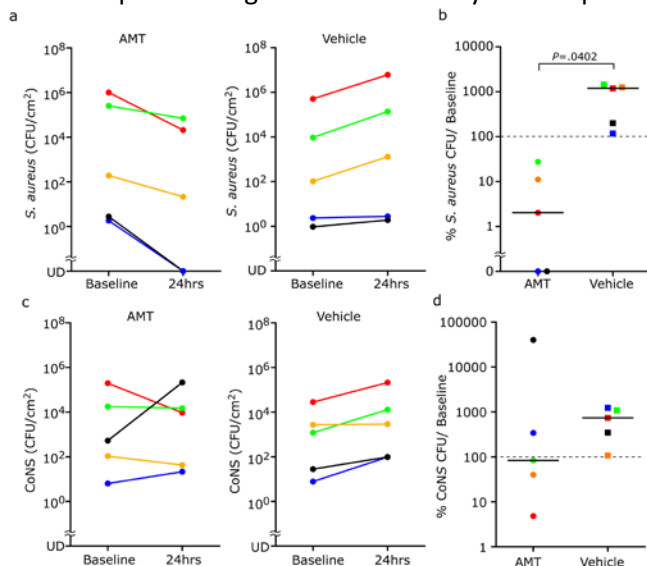 a
AMT
Vehicle
S. aureus (CFU/cm²)
10⁸
10⁶
10⁴
10²
10⁰
UD
Baseline
24hrs
S. aureus (CFU/cm²)
10⁸
10⁶
10⁴
10²
10⁰
UD
Baseline
24hrs
b
P=.0402
% S. aureus CFU/ Baseline
10000
1000
100
10
1
0
AMT
Vehicle
c
AMT
Vehicle
CoNS (CFU/cm²)
10⁸
10⁶
10⁴
10²
10⁰
UD
Baseline
24hrs
CoNS (CFU/cm²)
10⁸
10⁶
10⁴
10²
10⁰
UD
Baseline
24hrs
d
% CoNS CFU/ Baseline
100000
10000
1000
100
10
1
AMT
Vehicle